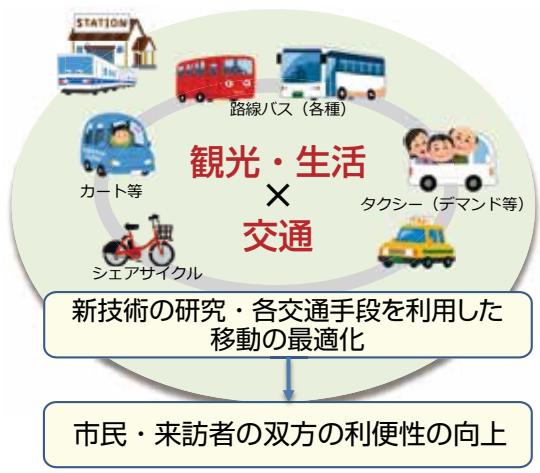 STATION
路線バス（各種）
観光・生活
×
交通
カート等
タクシー（デマンド等）
シェアサイクル
新技術の研究・各交通手段を利用した
移動の最適化
市民・来訪者の双方の利便性の向上